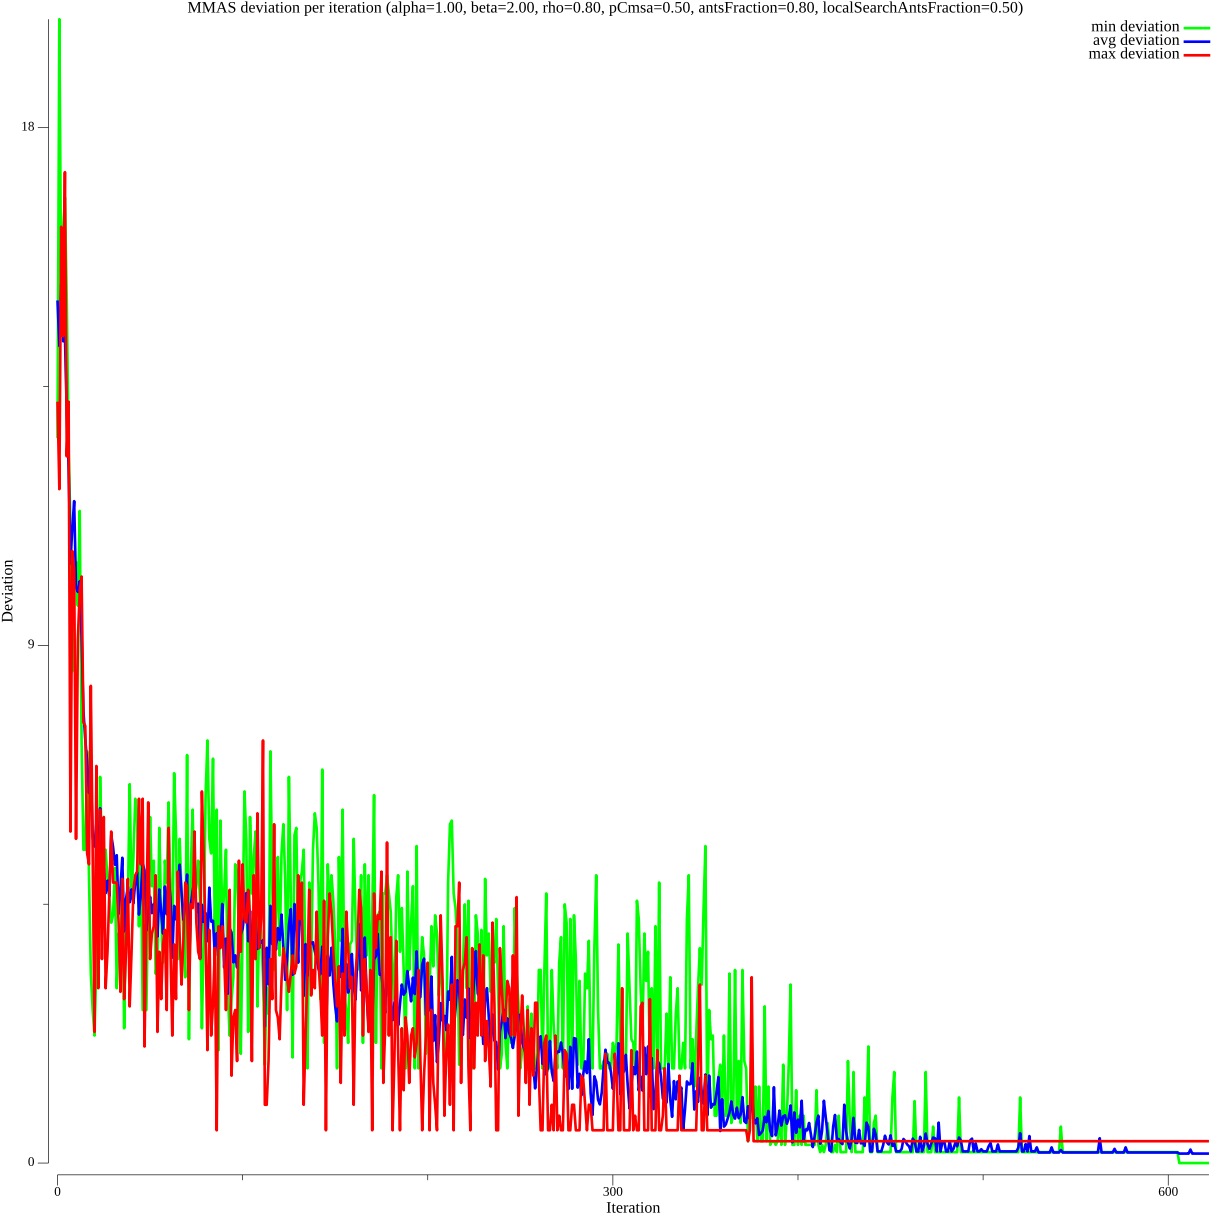 MMAS deviation per iteration (alpha=1.00, beta=2.00, rho=0.80, pCmsa=0.50, antsFraction=0.80, localSearchAntsFraction=0.50)
min deviation
avg deviation
max deviation
18
Deviation
9
0
0
300
600
Iteration